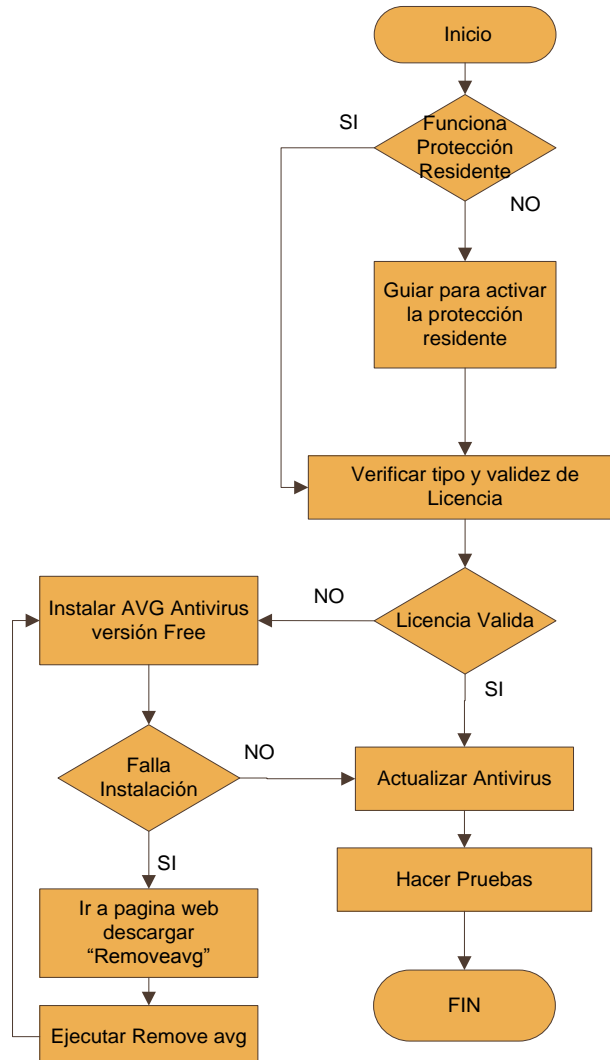 Inicio
SI
Funciona
Protección
Residente
NO
Guiar para activar
la protección
residente
Verificar tipo y validez de
Licencia
Instalar AVG Antivirus
versión Free
NO
Licencia Valida
SI
Falla
Instalación
NO
Actualizar Antivirus
SI
Hacer Pruebas
Ir a pagina web
descargar
“Removeavg”
FIN
Ejecutar Remove avg